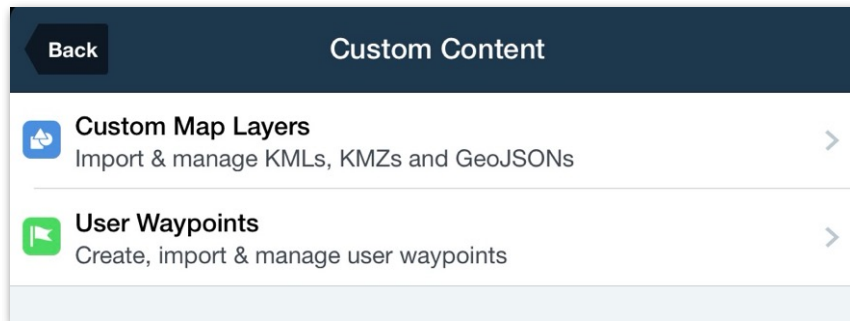 Back
Custom Content
Custom Map Layers
Import & manage KMLs, KMZs and GeoJSONs
User Waypoints
Create, import & manage user waypoints